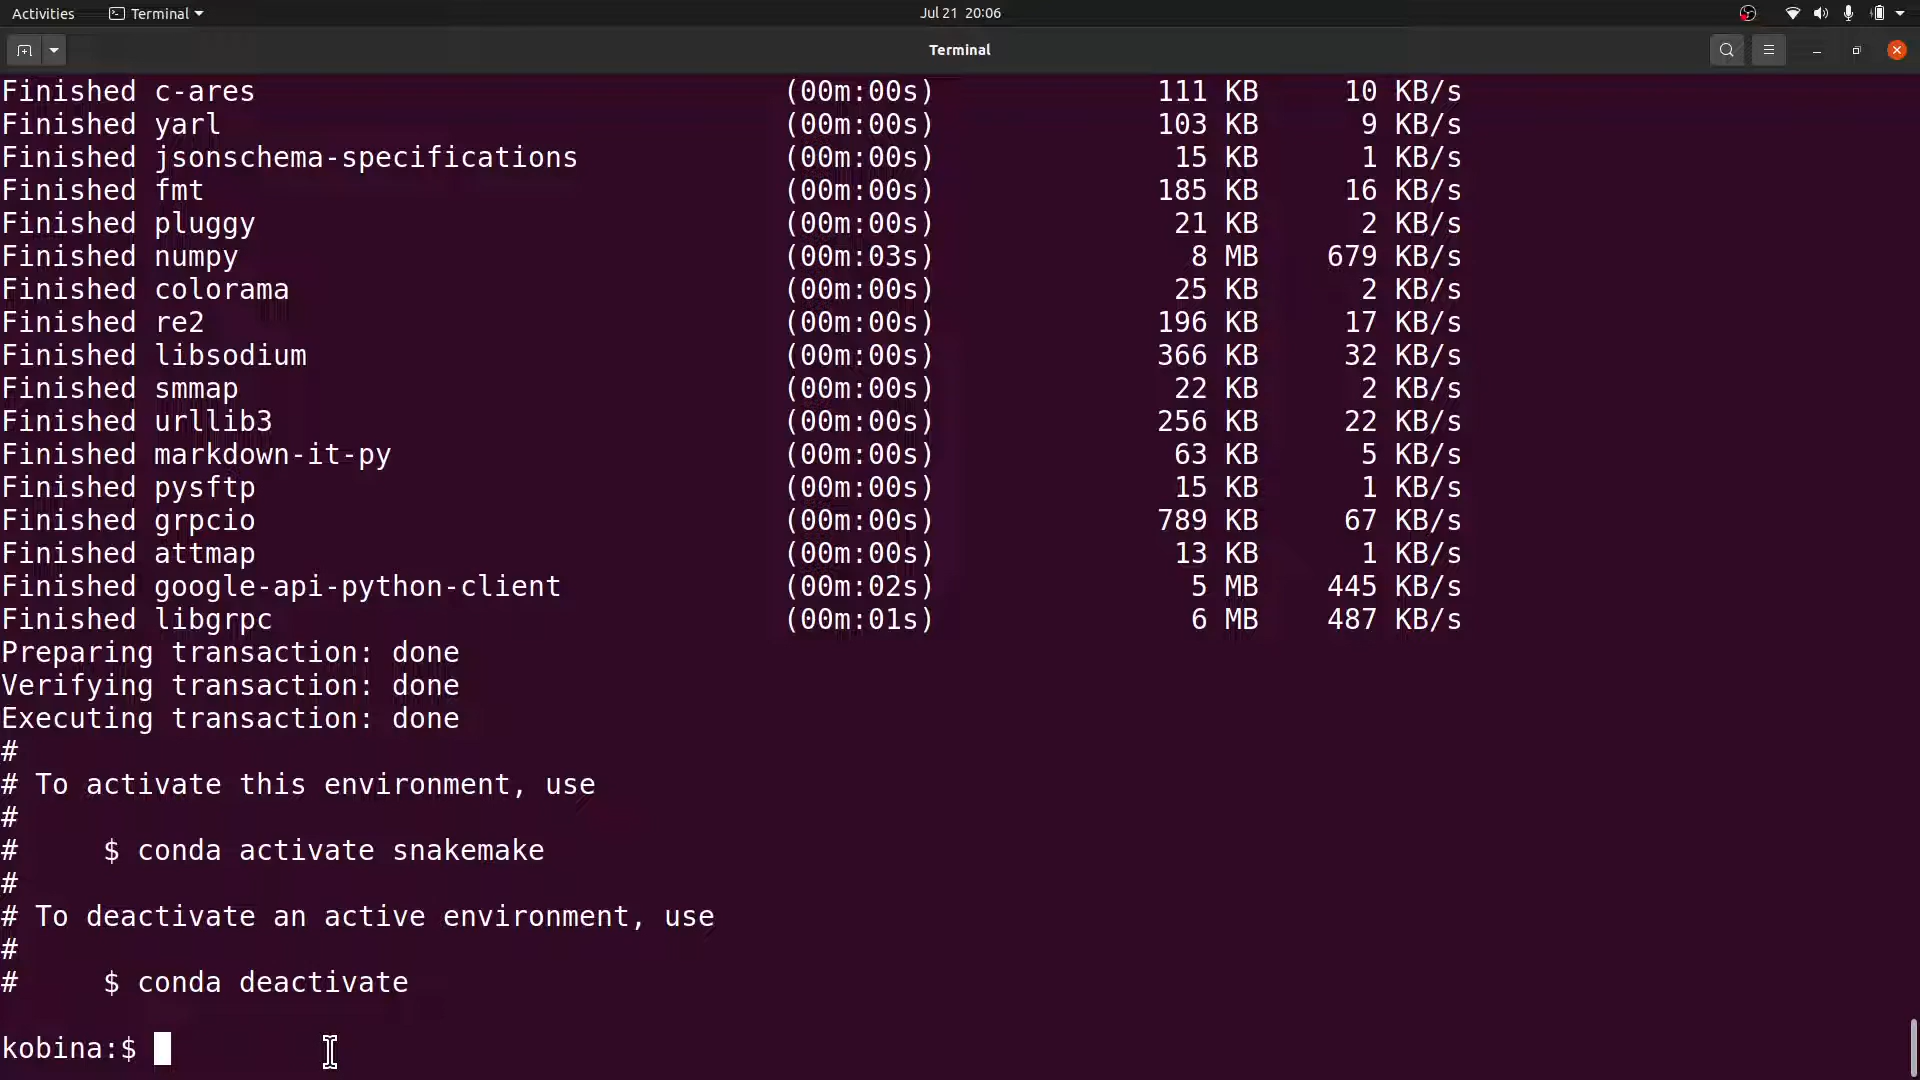 Activities Terminal Jul 21 20:06
Terminal
Finished c-ares (00m:00s) 111 KB 10 KB/s
Finished yarl (00m:00s) 103 KB 9 KB/s
Finished jsonschema-specifications (00m:00s) 15 KB 1 KB/s
Finished fmt (00m:00s) 185 KB 16 KB/s
Finished pluggy (00m:00s) 21 KB 2 KB/s
Finished numpy (00m:03s) 8 MB 679 KB/s
Finished colorama (00m:00s) 25 KB 2 KB/s
Finished re2 (00m:00s) 196 KB 17 KB/s
Finished libsodium (00m:00s) 366 KB 32 KB/s
Finished smmap (00m:00s) 22 KB 2 KB/s
Finished urllib3 (00m:00s) 256 KB 22 KB/s
Finished markdown-it-py (00m:00s) 63 KB 5 KB/s
Finished pysftp (00m:00s) 15 KB 1 KB/s
Finished grpcio (00m:00s) 789 KB 67 KB/s
Finished attmap (00m:00s) 13 KB 1 KB/s
Finished google-api-python-client (00m:02s) 5 MB 445 KB/s
Finished libgrpc (00m:01s) 6 MB 487 KB/s
Preparing transaction: done
Verifying transaction: done
Executing transaction: done
#
# To activate this environment, use
#
# $ conda activate snakemake
#
# To deactivate an active environment, use
#
# $ conda deactivate
kobina:$